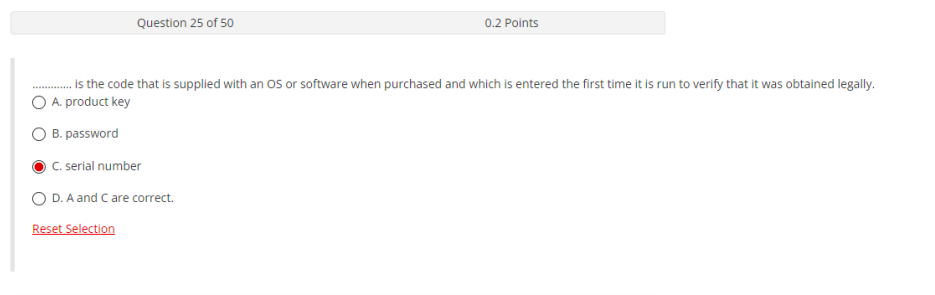 Question 25 of 50 0.2 Points
............. is the code that is supplied with an OS or software when purchased and which is entered the first time it is run to verify that it was obtained legally.
A. product key
B. password
C. serial number
D. A and C are correct.
Reset Selection